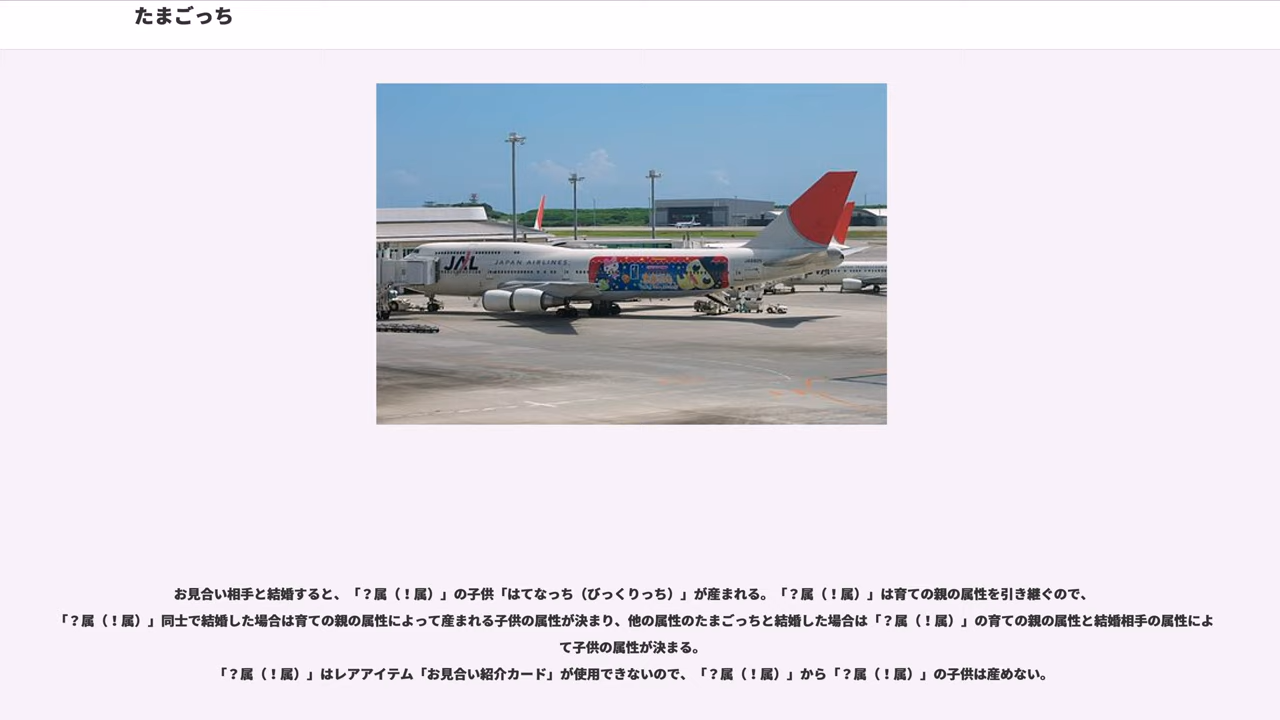 たまごっち
JAL
JAPAN AIRLINES
お見合い相手と結婚すると、「？属（！属）」の子供「はてなっち（びっくりっち）」が産まれる。「？属（！属）」は育ての親の属性を引き継ぐので、
「？属（！属）」同士で結婚した場合は育ての親の属性によって産まれる子供の属性が決まり、他の属性のたまごっちと結婚した場合は「？属（！属）」の育ての親の属性と結婚相手の属性によ
て子供の属性が決まる。
「？属（！属）」はレアアイテム「お見合い紹介カード」が使用できないので、「？属（！属）」から「？属（！属）」の子供は産めない。